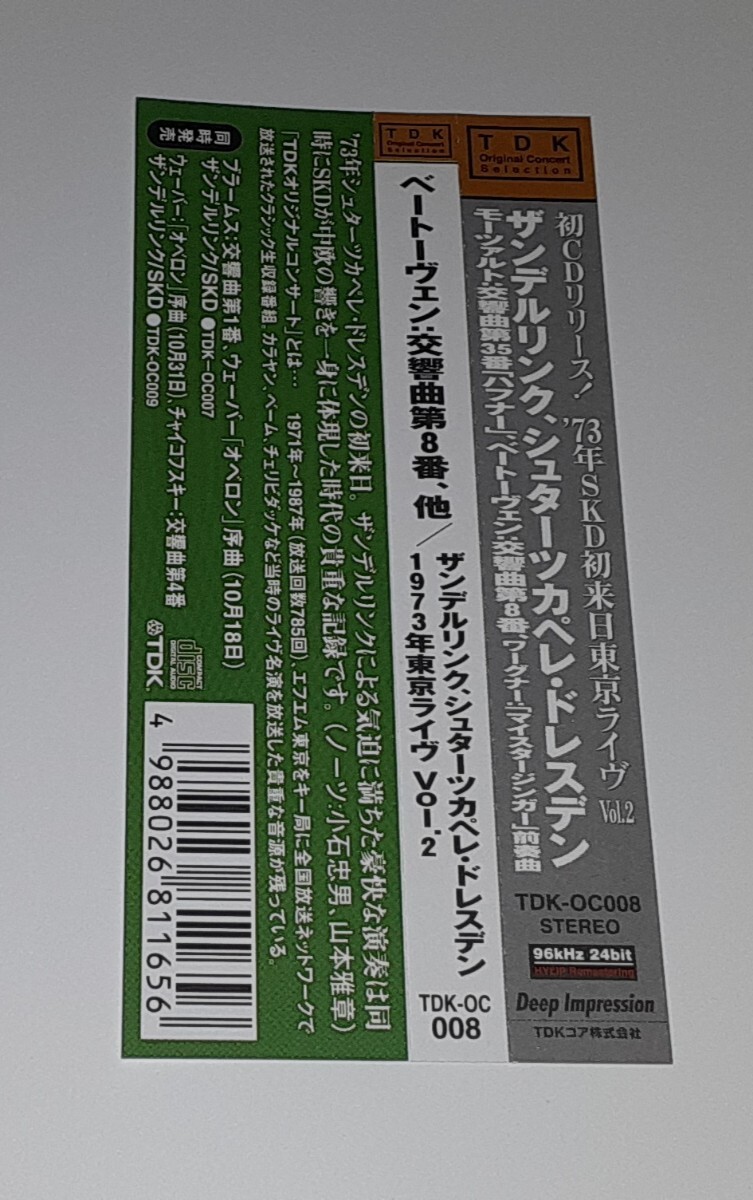 TDK
Original Concert
Selection
初CDリリース! '73年SKD初来日東京ライヴ Vol.2
ザンデルリンク、シュターツカペレ・ドレスデン
モーツァルト:交響曲第35番「ハフナー」、ベートーヴェン:交響曲第8番、ワーグナー:「マイスタージンガー」前奏曲
TDK-OC008
STEREO
96kHz 24bit
HYCIP Remastering
Deep Impression
TDKコア株式会社
TDK
Original Concert
Selection
ベートーヴェン:交響曲第8番、他/
ザンデルリンク、シュターツカペレ・ドレスデン
1973年東京ライヴ Vol.2
TDK-OC
008
'73年シュターツカペレ・ドレスデンの初来日。ザンデルリンクによる気迫に満ちた豪快な演奏は同
時にSKDが中欧の響きを一身に体現した時代の貴重な記録です。(ノーツ:小石忠男、山本雅章)
「TDKオリジナルコンサート」とは… 1971年～1987年(放送回数785回)、エフエム東京をキー局に全国放送ネットワークで
放送されたクラシック生収録番組。カラヤン、ベーム、チェリビダッケなど当時のライヴ名演を放送した貴重な音源が残っている。
同時発売
ブラームス:交響曲第1番、ウェーバー「オベロン」序曲(10月18日)
ザンデルリンク/SKD●TDK-OC007
ウェーバー:「オベロン」序曲(10月31日)、チャイコフスキー:交響曲第4番
ザンデルリンク/SKD●TDK-OC009
COMPACT
disc
DIGITAL AUDIO
TDK
4 988026 811656